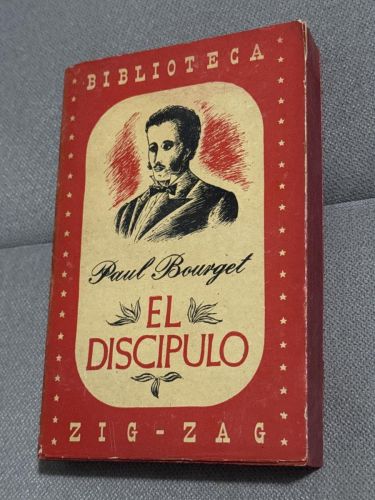 BIBLIOTECA
Paul Bourget
EL
DISCIPULO
ZIG-ZAG